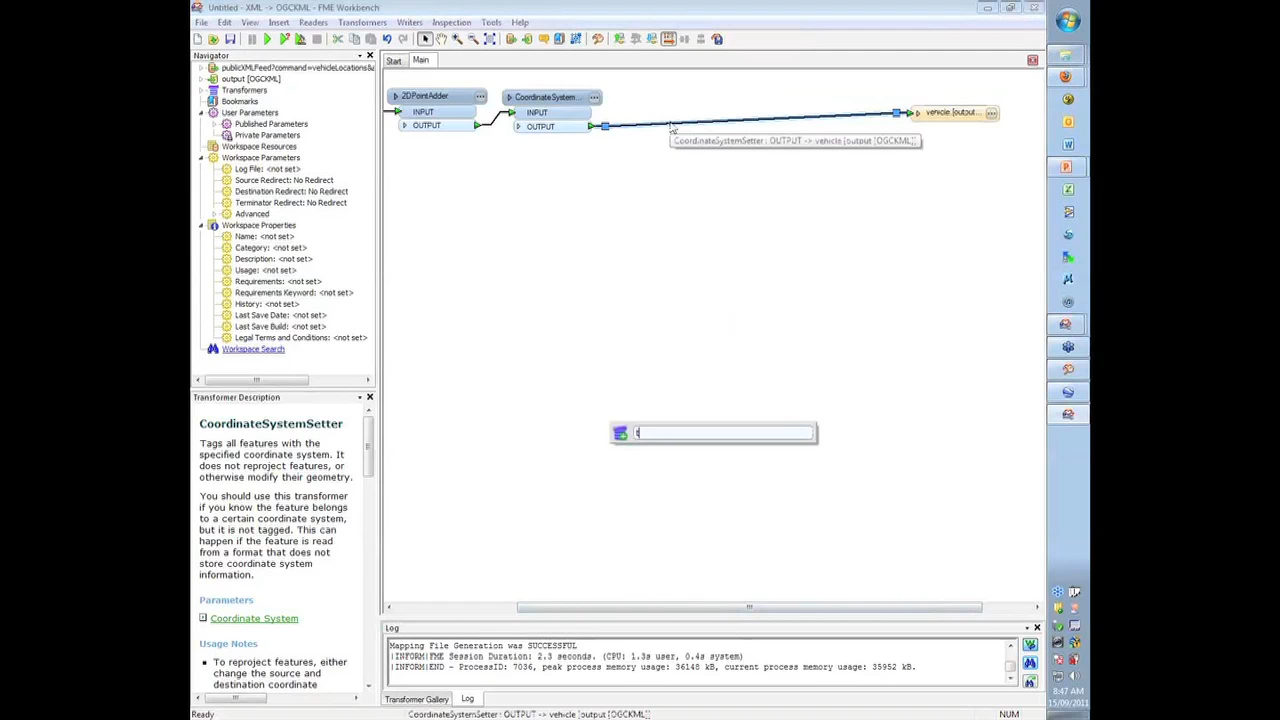 Untitled - XML -> OGCKML - FME Workbench
File Edit View Insert Readers Transformers Writers Inspection Tools Help
Navigator
publicXMLFeed?command=vehicleLocations&
output [OGCKML]
Transformers
Bookmarks
User Parameters
Published Parameters
Private Parameters
Workspace Resources
Workspace Parameters
Log File: <not set>
Source Redirect: No Redirect
Destination Redirect: No Redirect
Terminator Redirect: No Redirect
Advanced
Workspace Properties
Name: <not set>
Category: <not set>
Description: <not set>
Usage: <not set>
Requirements: <not set>
Requirements Keyword: <not set>
History: <not set>
Last Save Date: <not set>
Last Save Build: <not set>
Legal Terms and Conditions: <not set>
Workspace Search
Transformer Description
CoordinateSystemSetter
Tags all features with the
specified coordinate system. It
does not reproject features, or
otherwise modify their geometry.
You should use this transformer
if you know the feature belongs
to a certain coordinate system,
but it is not tagged. This can
happen if the feature is read
from a format that does not
store coordinate system
information.
Parameters
Coordinate System
Usage Notes
To reproject features, either
change the source and
destination coordinate
Start Main
2DPointAdder
INPUT
OUTPUT
CoordinateSystem...
INPUT
OUTPUT
vehicle [output...
CoordinateSystemSetter : OUTPUT -> vehicle [output [OGCKML]]
Log
Mapping File Generation was SUCCESSFUL
|INFORM|FME Session Duration: 2.3 seconds. (CPU: 1.3s user, 0.4s system)
|INFORM|END - ProcessID: 7036, peak process memory usage: 36148 kB, current process memory usage: 35952 kB.
Transformer Gallery Log
Ready
CoordinateSystemSetter : OUTPUT -> vehicle [output [OGCKML]]
NUM
8:47 AM
15/09/2011